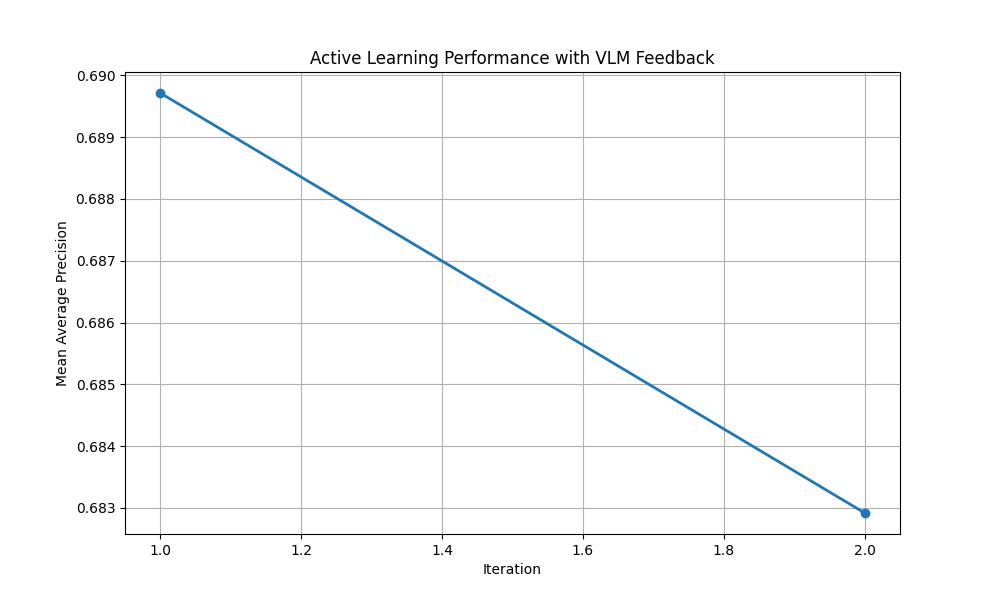 Active Learning Performance with VLM Feedback
Mean Average Precision
0.690
0.689
0.688
0.687
0.686
0.685
0.684
0.683
1.0 1.2 1.4 1.6 1.8 2.0
Iteration